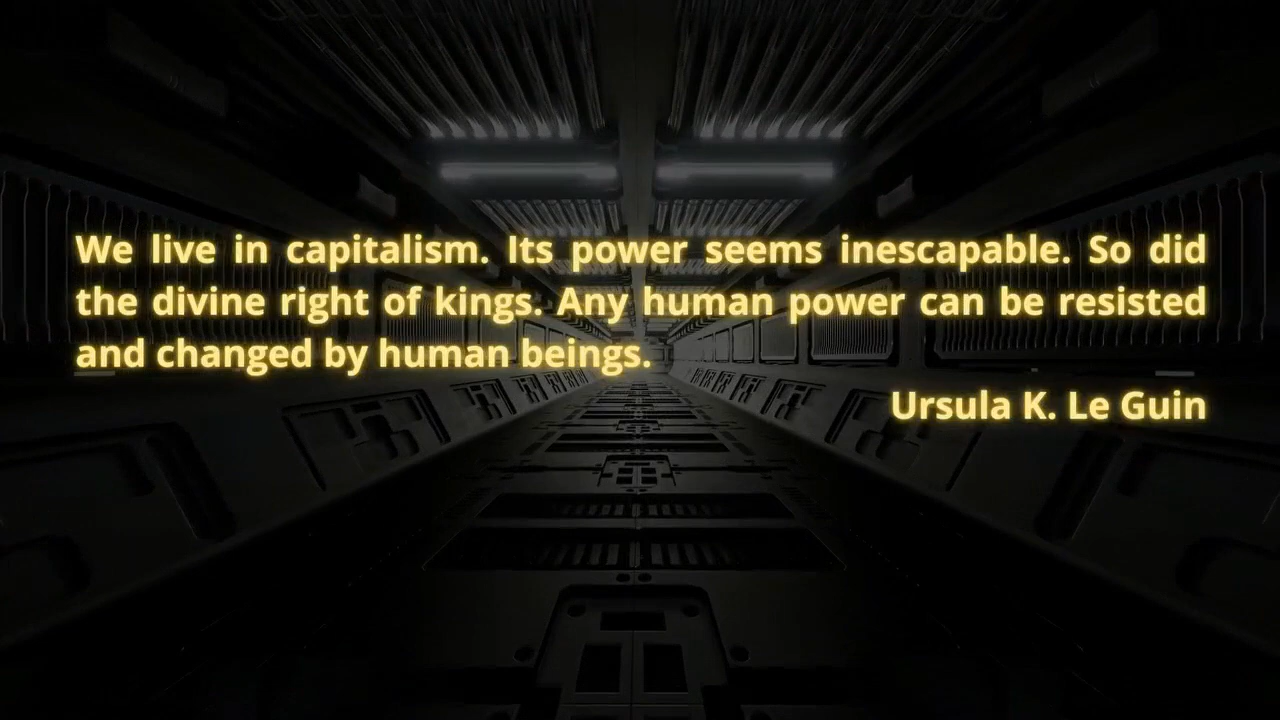 We live in capitalism. Its power seems inescapable. So did
the divine right of kings. Any human power can be resisted
and changed by human beings.
Ursula K. Le Guin